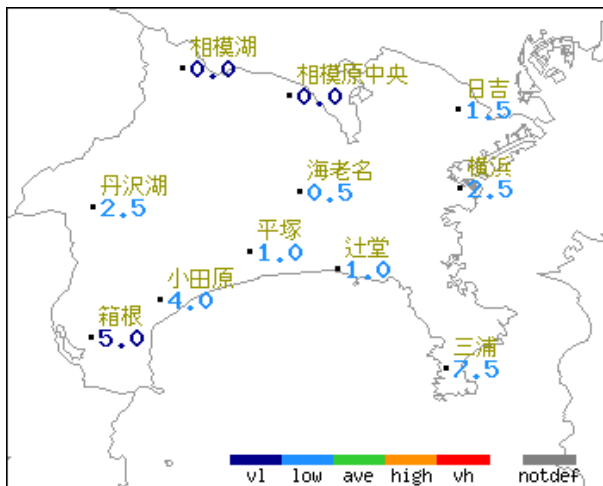 相模湖
0.0
相模原中央
0.0
日吉
1.5
海老名
0.5
横浜
2.5
丹沢湖
2.5
平塚
1.0
辻堂
1.0
小田原
4.0
箱根
5.0
三浦
7.5
vl low ave high vh notdef